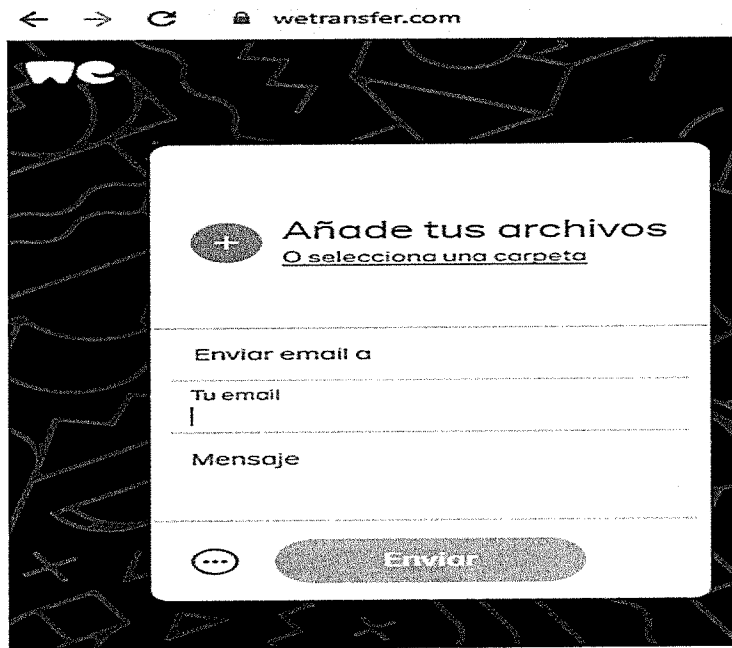 wetransfer.com
we
Añade tus archivos
O selecciona una carpeta
Enviar email a
Tu email
Mensaje
Enviar